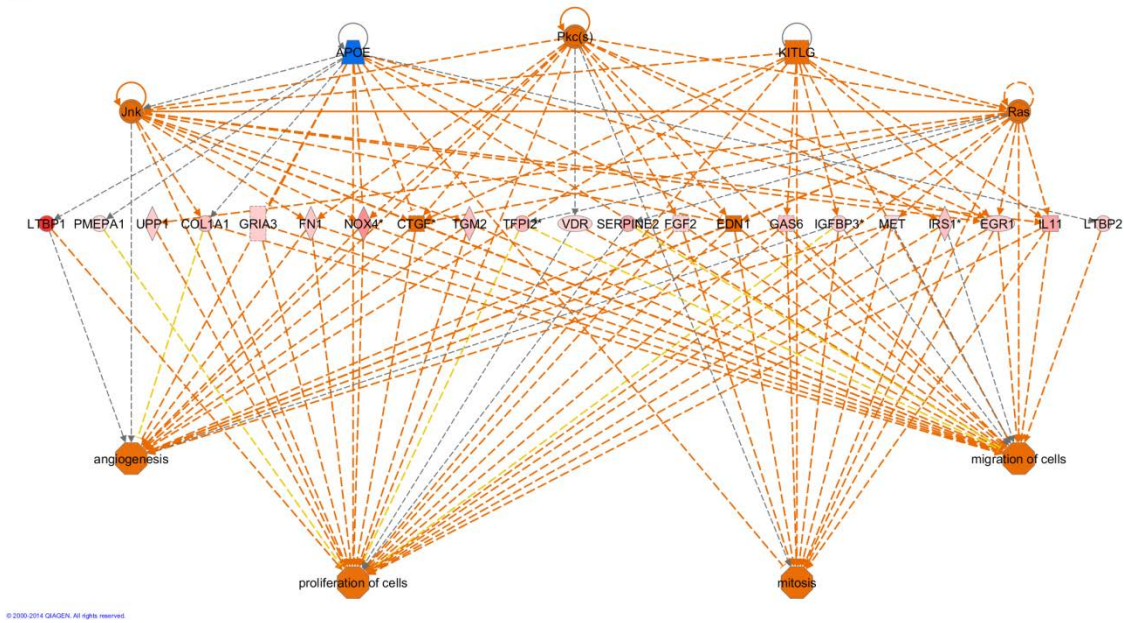 Pkc(s)
APOE
KITLG
Jnk
Ras
LTBP1 PMEPA1 UPP1 COL1A1 GRIA3 FN1 NOX4* CTGF* TGM2 TFPI2* VDR SERPINE2 FGF2 EDN1 GAS6 IGFBP3* MET IRS1* EGR1 IL11 LTBP2
angiogenesis
migration of cells
proliferation of cells
mitosis
© 2000-2014 QIAGEN. All rights reserved.